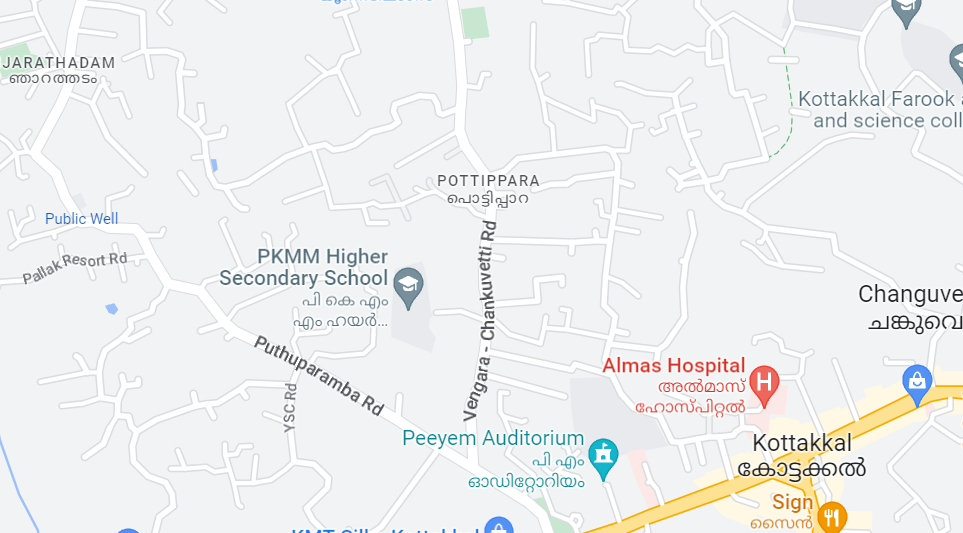 JARATHADAM
ഞാറത്തടം
Kottakkal Farook
and science coll
POTTIPPARA
പൊട്ടിപ്പാറ
Public Well
Pallak Resort Rd
PKMM Higher
Secondary School
പി കെ എം
എം ഹയർ...
Vengara - Chankuvetti Rd
Changuve
ചങ്കുവെ
Puthuparamba Rd
YSC Rd
Almas Hospital
അൽമാസ്
ഹോസ്പിറ്റൽ
H
Peeyem Auditorium
പി എം
ഓഡിറ്റോറിയം
Kottakkal
കോട്ടക്കൽ
Sign
സൈൻ